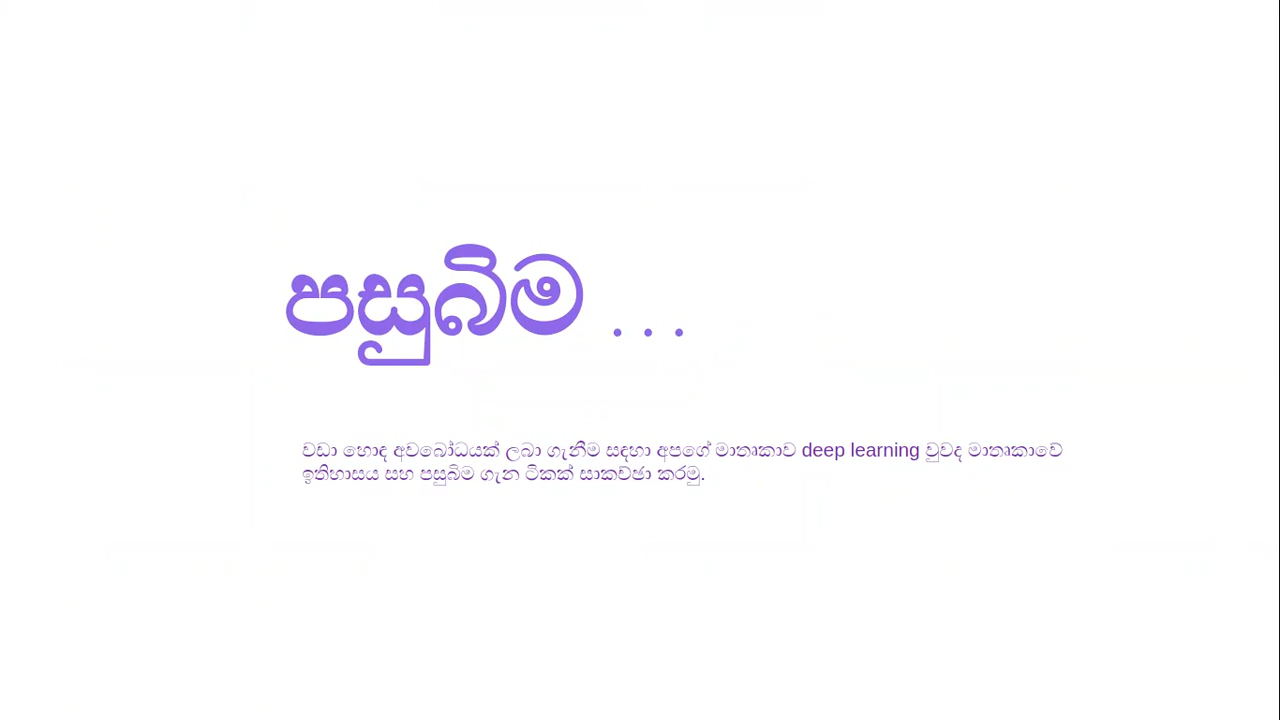 පසුබිම . . .
වඩා හොද අවබෝධයක් ලබා ගැනීම සඳහා අපගේ මාතෘකාව deep learning වුවද මාතෘකාවේ
ඉතිහාසය සහ පසුබිම ගැන ටිකක් සාකච්ඡා කරමු.